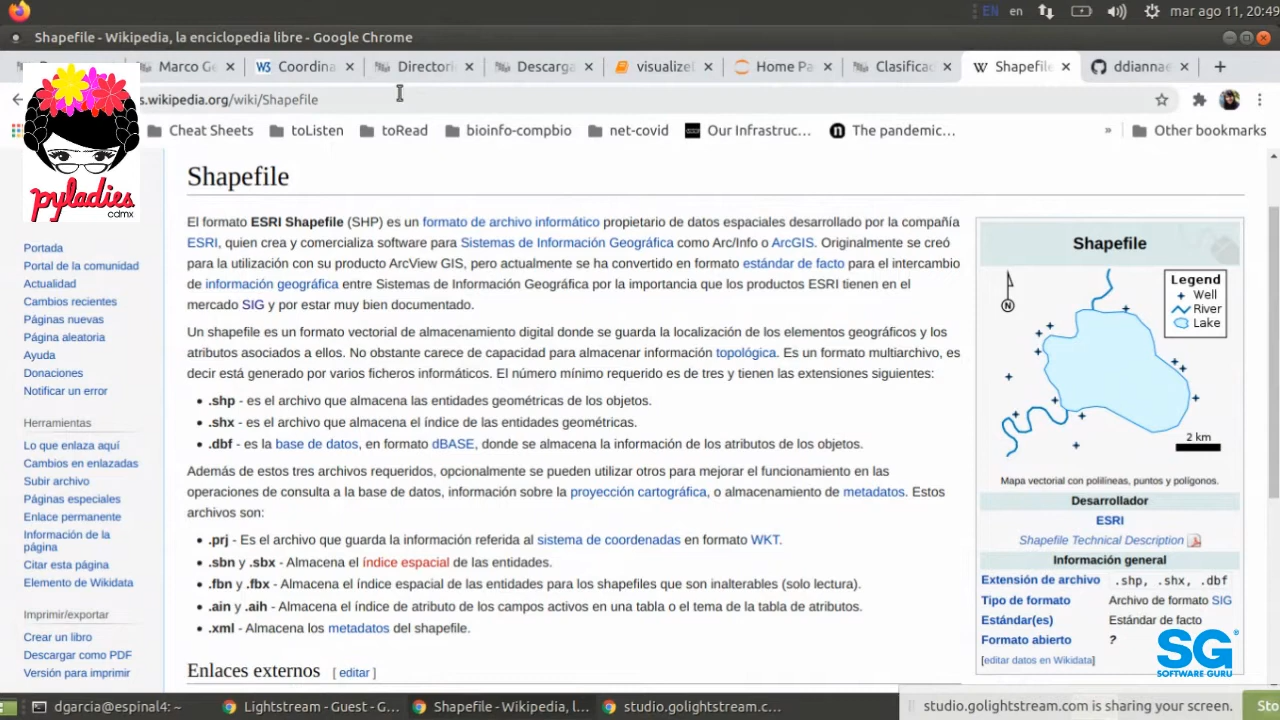 EN en mar ago 11, 20:49
Shapefile - Wikipedia, la enciclopedia libre - Google Chrome
Marco Ge Coordina Director Descarga visualizeC Home Pa Clasificac Shapefile ddiannae
s.wikipedia.org/wiki/Shapefile
Cheat Sheets toListen toRead bioinfo-compbio net-covid Our Infrastruc... The pandemic... » Other bookmarks
pyladies
cdmx
Portada
Portal de la comunidad
Actualidad
Cambios recientes
Páginas nuevas
Página aleatoria
Ayuda
Donaciones
Notificar un error
Herramientas
Lo que enlaza aquí
Cambios en enlazadas
Subir archivo
Páginas especiales
Enlace permanente
Información de la
página
Citar esta página
Elemento de Wikidata
Imprimir/exportar
Crear un libro
Descargar como PDF
Versión para imprimir
Shapefile
El formato ESRI Shapefile (SHP) es un formato de archivo informático propietario de datos espaciales desarrollado por la compañía
ESRI, quien crea y comercializa software para Sistemas de Información Geográfica como Arc/Info o ArcGIS. Originalmente se creó
para la utilización con su producto ArcView GIS, pero actualmente se ha convertido en formato estándar de facto para el intercambio
de información geográfica entre Sistemas de Información Geográfica por la importancia que los productos ESRI tienen en el
mercado SIG y por estar muy bien documentado.
Un shapefile es un formato vectorial de almacenamiento digital donde se guarda la localización de los elementos geográficos y los
atributos asociados a ellos. No obstante carece de capacidad para almacenar información topológica. Es un formato multiarchivo, es
decir está generado por varios ficheros informáticos. El número mínimo requerido es de tres y tienen las extensiones siguientes:
• .shp - es el archivo que almacena las entidades geométricas de los objetos.
• .shx - es el archivo que almacena el índice de las entidades geométricas.
• .dbf - es la base de datos, en formato dBASE, donde se almacena la información de los atributos de los objetos.
Además de estos tres archivos requeridos, opcionalmente se pueden utilizar otros para mejorar el funcionamiento en las
operaciones de consulta a la base de datos, información sobre la proyección cartográfica, o almacenamiento de metadatos. Estos
archivos son:
• .prj - Es el archivo que guarda la información referida al sistema de coordenadas en formato WKT.
• .sbn y .sbx - Almacena el índice espacial de las entidades.
• .fbn y .fbx - Almacena el índice espacial de las entidades para los shapefiles que son inalterables (solo lectura).
• .ain y .aih - Almacena el índice de atributo de los campos activos en una tabla o el tema de la tabla de atributos.
• .xml - Almacena los metadatos del shapefile.
Enlaces externos [ editar ]
Shapefile
Legend
Well
River
Lake
N
2 km
Mapa vectorial con polilíneas, puntos y polígonos.
Desarrollador
ESRI
Shapefile Technical Description
Información general
Extensión de archivo .shp, .shx, .dbf
Tipo de formato Archivo de formato SIG
Estándar(es) Estándar de facto
Formato abierto ?
[editar datos en Wikidata]
SG®
SOFTWARE GURU
dgarcia@espinal4: ~ Lightstream - Guest - G... Shapefile - Wikipedia, l... studio.golightstream.c... studio.golightstream.com is sharing your screen. Sto